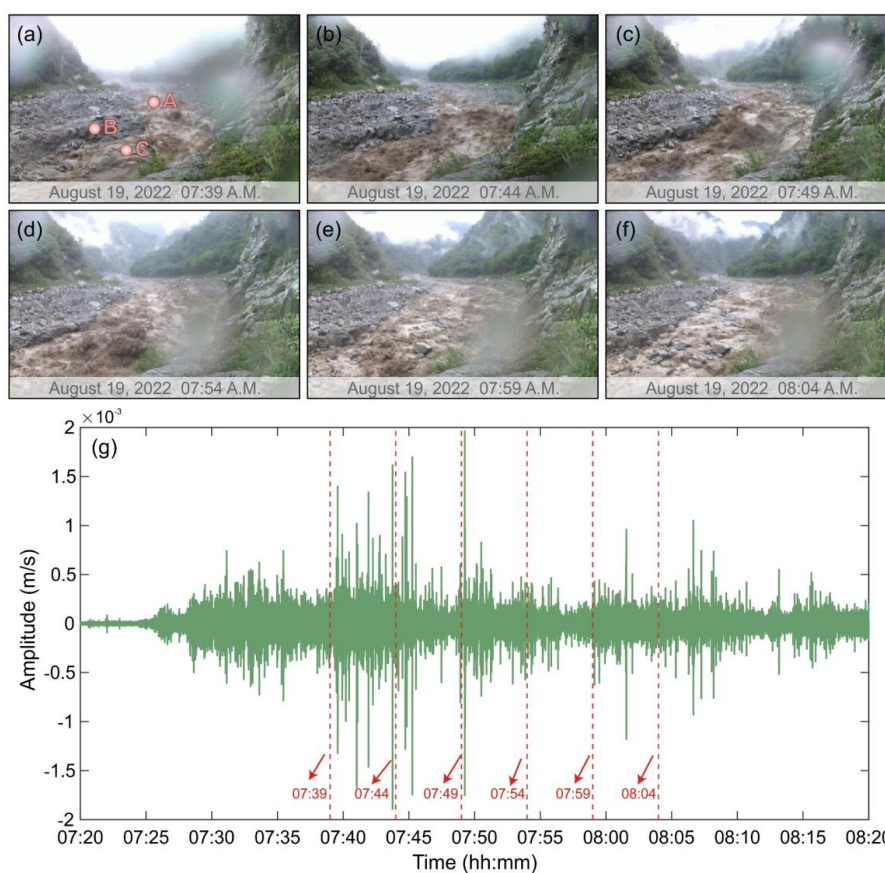 (a)
A
B
C
August 19, 2022 07:39 A.M.
(b)
August 19, 2022 07:44 A.M.
(c)
August 19, 2022 07:49 A.M.
(d)
August 19, 2022 07:54 A.M.
(e)
August 19, 2022 07:59 A.M.
(f)
August 19, 2022 08:04 A.M.
×10⁻³
(g)
2
1.5
1
0.5
0
-0.5
-1
-1.5
-2
Amplitude (m/s)
07:39
07:44
07:49
07:54
07:59
08:04
07:20 07:25 07:30 07:35 07:40 07:45 07:50 07:55 08:00 08:05 08:10 08:15 08:20
Time (hh:mm)